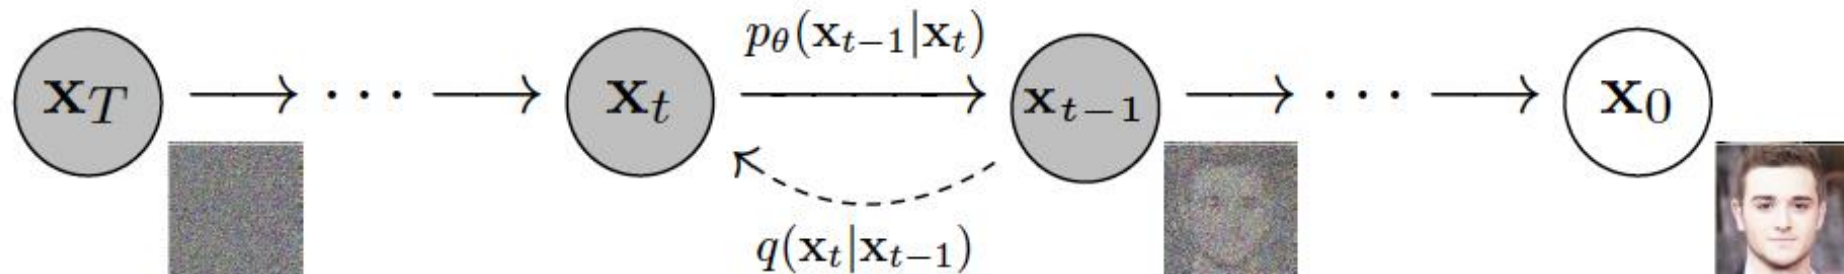 p_θ(x_{t−1}|x_t)
x_T ⟶ ··· ⟶ x_t ⟶ x_{t−1} ⟶ ··· ⟶ x_0
q(x_t|x_{t−1})